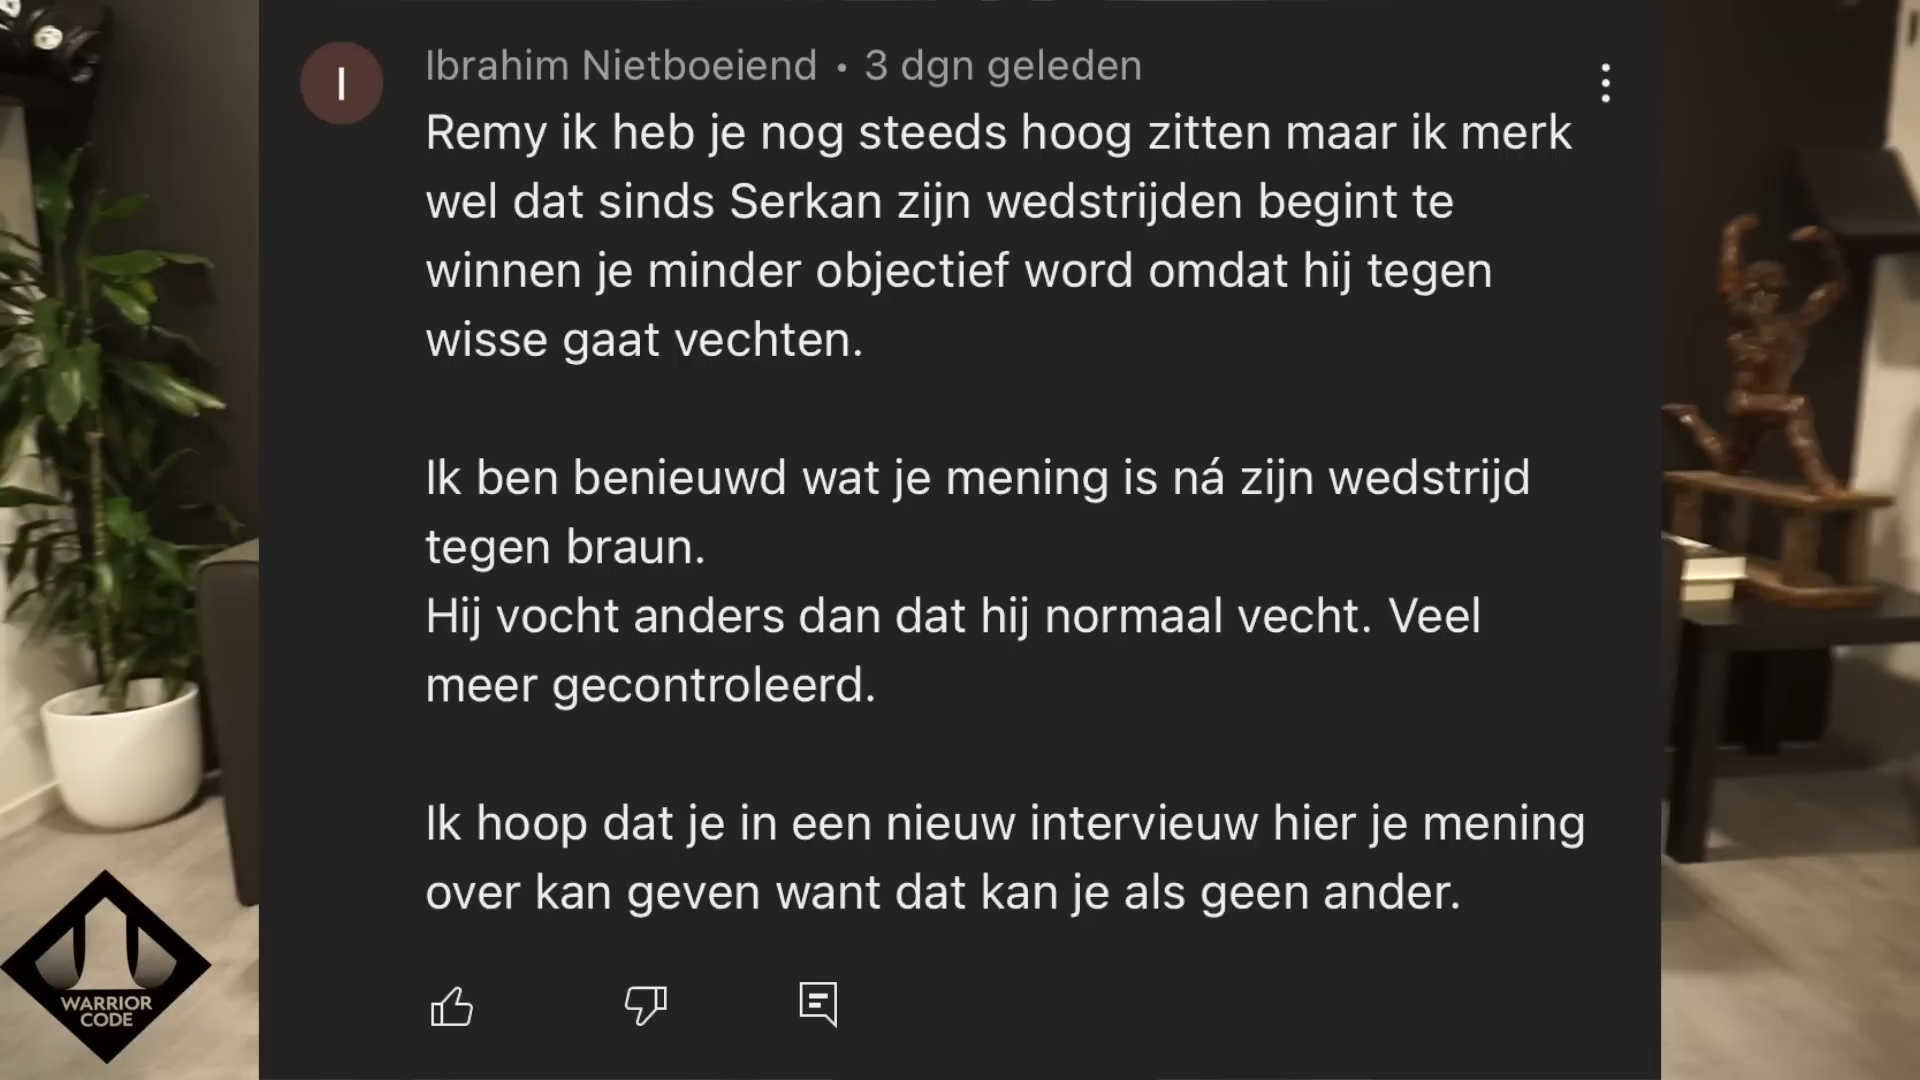 I
Ibrahim Nietboeiend • 3 dgn geleden
Remy ik heb je nog steeds hoog zitten maar ik merk
wel dat sinds Serkan zijn wedstrijden begint te
winnen je minder objectief word omdat hij tegen
wisse gaat vechten.
Ik ben benieuwd wat je mening is ná zijn wedstrijd
tegen braun.
Hij vocht anders dan dat hij normaal vecht. Veel
meer gecontroleerd.
Ik hoop dat je in een nieuw intervieuw hier je mening
over kan geven want dat kan je als geen ander.
WARRIOR
CODE